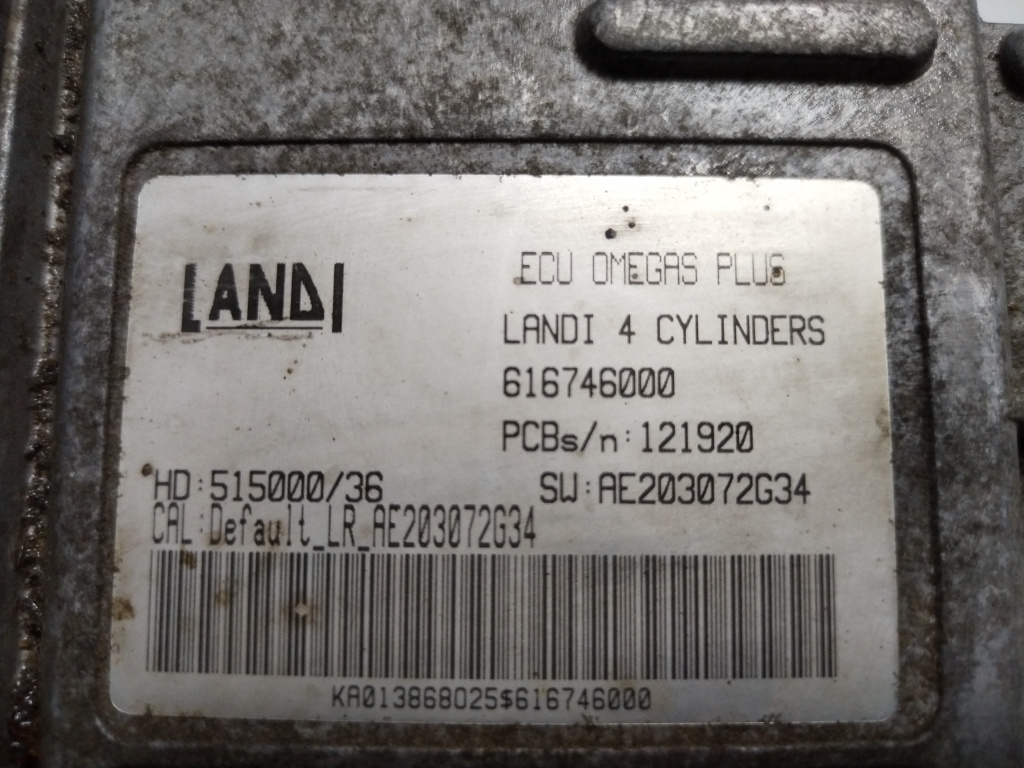 LANDI
ECU OMEGAS PLUS
LANDI 4 CYLINDERS
616746000
PCBs/n:121920
HD:515000/36 SW:AE203072G34
CAL:Default_LR_AE203072G34
KA013868025$616746000